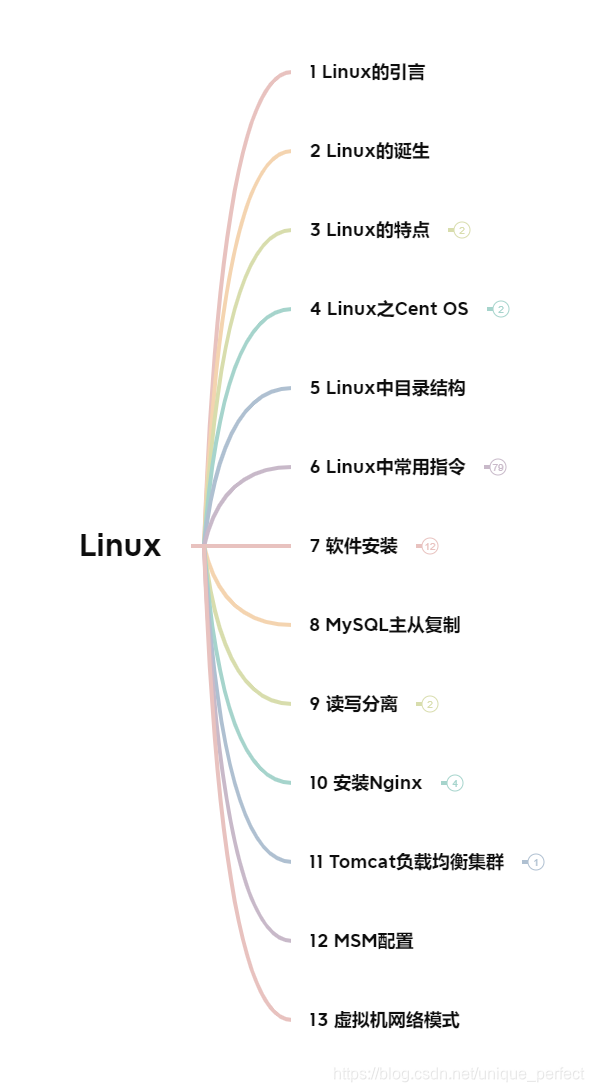 1 Linux的引言
2 Linux的诞生
3 Linux的特点 2
4 Linux之Cent OS 2
5 Linux中目录结构
6 Linux中常用指令 79
Linux
7 软件安装 12
8 MySQL主从复制
9 读写分离 2
10 安装Nginx 4
11 Tomcat负载均衡集群 1
12 MSM配置
13 虚拟机网络模式
https://blog.csdn.net/unique_perfect